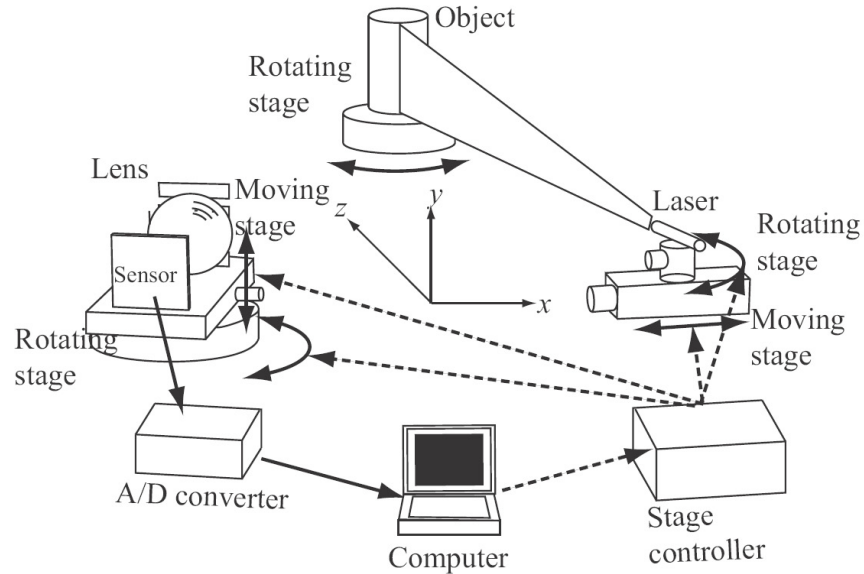 Object
Rotating
stage
Lens
Moving
stage
y
z
x
Laser
Rotating
stage
Sensor
Rotating
stage
Moving
stage
A/D converter
Computer
Stage
controller